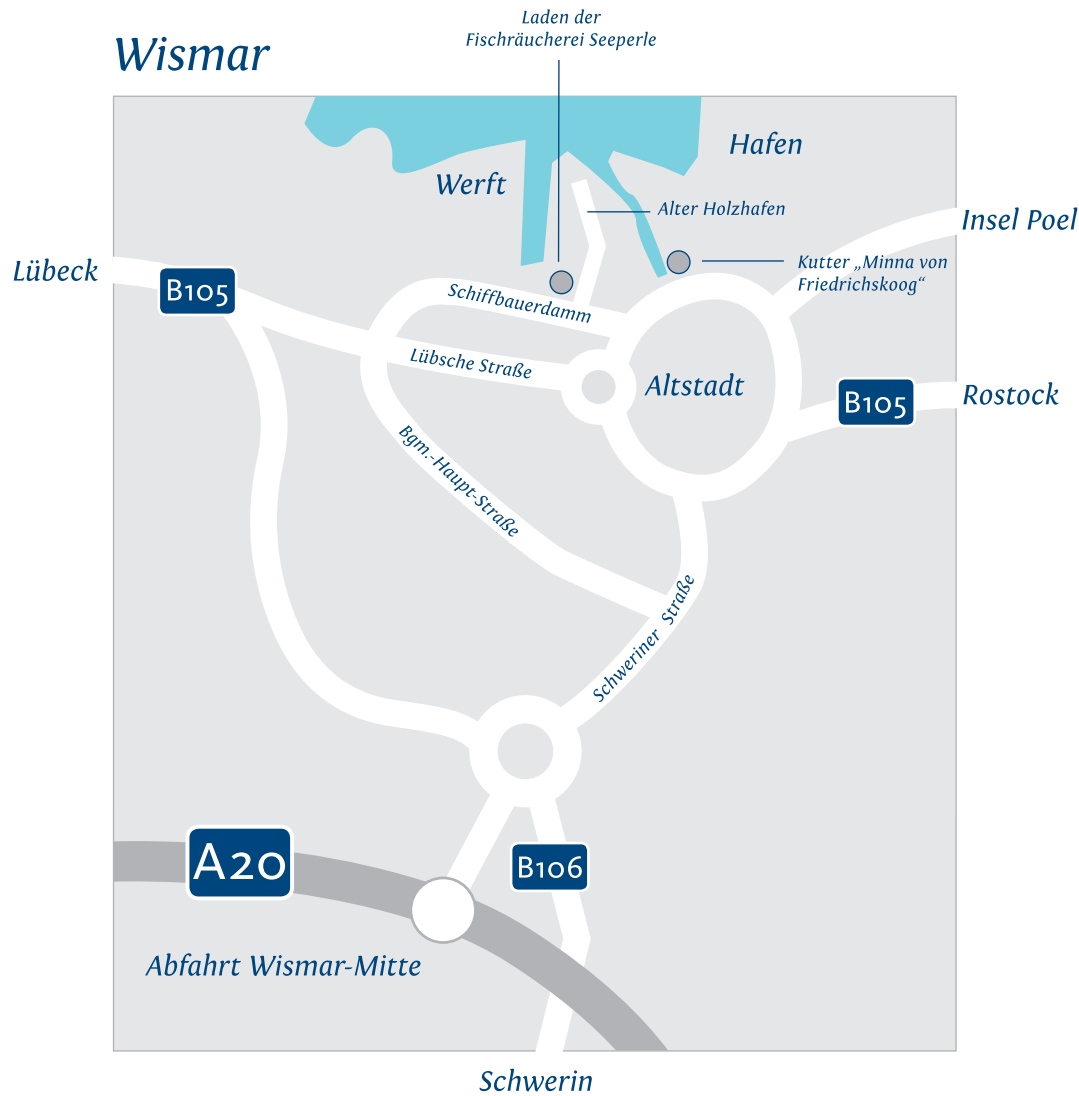 Laden der
Fischräucherei Seeperle
Wismar
Hafen
Werft
Alter Holzhafen
Insel Poel
Kutter „Minna von
Friedrichskoog“
Lübeck
B105
Schiffbauerdamm
Lübsche Straße
Altstadt
B105
Rostock
Bgm.-Haupt-Straße
Schweriner Straße
A20
B106
Abfahrt Wismar-Mitte
Schwerin